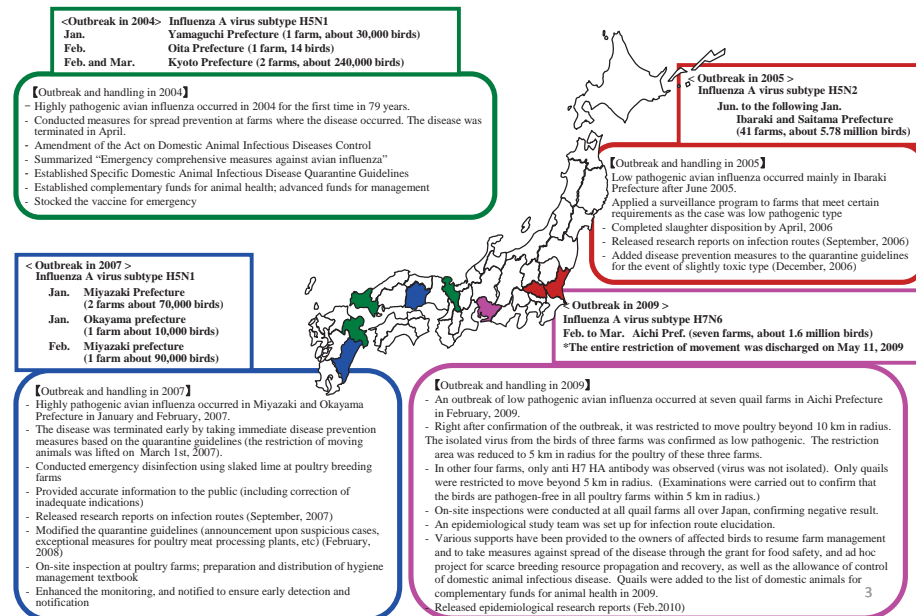 <Outbreak in 2004> Influenza A virus subtype H5N1
Jan. Yamaguchi Prefecture (1 farm, about 30,000 birds)
Feb. Oita Prefecture (1 farm, 14 birds)
Feb. and Mar. Kyoto Prefecture (2 farms, about 240,000 birds)
【Outbreak and handling in 2004】
- Highly pathogenic avian influenza occurred in 2004 for the first time in 79 years.
- Conducted measures for spread prevention at farms where the disease occurred. The disease was
terminated in April.
- Amendment of the Act on Domestic Animal Infectious Diseases Control
- Summarized “Emergency comprehensive measures against avian influenza”
- Established Specific Domestic Animal Infectious Disease Quarantine Guidelines
- Established complementary funds for animal health; advanced funds for management
- Stocked the vaccine for emergency
< Outbreak in 2005 >
Influenza A virus subtype H5N2
Jun. to the following Jan.
Ibaraki and Saitama Prefecture
(41 farms, about 5.78 million birds)
【Outbreak and handling in 2005】
Low pathogenic avian influenza occurred mainly in Ibaraki
Prefecture after June 2005.
Applied a surveillance program to farms that meet certain
requirements as the case was low pathogenic type
- Completed slaughter disposition by April, 2006
- Released research reports on infection routes (September, 2006)
- Added disease prevention measures to the quarantine guidelines
for the event of slightly toxic type (December, 2006)
< Outbreak in 2007 >
Influenza A virus subtype H5N1
Jan. Miyazaki Prefecture
(2 farms about 70,000 birds)
Jan. Okayama prefecture
(1 farm about 10,000 birds)
Feb. Miyazaki prefecture
(1 farm about 90,000 birds)
【Outbreak and handling in 2007】
- Highly pathogenic avian influenza occurred in Miyazaki and Okayama
Prefecture in January and February, 2007.
- The disease was terminated early by taking immediate disease prevention
measures based on the quarantine guidelines (the restriction of moving
animals was lifted on March 1st, 2007).
- Conducted emergency disinfection using slaked lime at poultry breeding
farms
- Provided accurate information to the public (including correction of
inadequate indications)
- Released research reports on infection routes (September, 2007)
- Modified the quarantine guidelines (announcement upon suspicious cases,
exceptional measures for poultry meat processing plants, etc) (February,
2008)
- On-site inspection at poultry farms; preparation and distribution of hygiene
management textbook
- Enhanced the monitoring, and notified to ensure early detection and
notification
< Outbreak in 2009 >
Influenza A virus subtype H7N6
Feb. to Mar. Aichi Pref. (seven farms, about 1.6 million birds)
*The entire restriction of movement was discharged on May 11, 2009
【Outbreak and handling in 2009】
- An outbreak of low pathogenic avian influenza occurred at seven quail farms in Aichi Prefecture
in February, 2009.
- Right after confirmation of the outbreak, it was restricted to move poultry beyond 10 km in radius.
The isolated virus from the birds of three farms was confirmed as low pathogenic. The restriction
area was reduced to 5 km in radius for the poultry of these three farms.
- In other four farms, only anti H7 HA antibody was observed (virus was not isolated). Only quails
were restricted to move beyond 5 km in radius. (Examinations were carried out to confirm that
the birds are pathogen-free in all poultry farms within 5 km in radius.)
- On-site inspections were conducted at all quail farms all over Japan, confirming negative result.
- An epidemiological study team was set up for infection route elucidation.
- Various supports have been provided to the owners of affected birds to resume farm management
and to take measures against spread of the disease through the grant for food safety, and ad hoc
project for scarce breeding resource propagation and recovery, as well as the allowance of control
of domestic animal infectious disease. Quails were added to the list of domestic animals for
complementary funds for animal health in 2009.
- Released epidemiological research reports (Feb.2010)
3